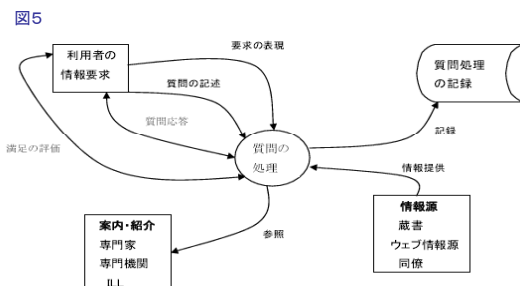 図5
要求の表現
利用者の
情報要求
質問の記述
質問処理
の記録
質問応答
満足の評価
質問の
処理
記録
情報提供
情報源
蔵書
ウェブ情報源
同僚
案内・紹介
専門家
専門機関
ILL
参照